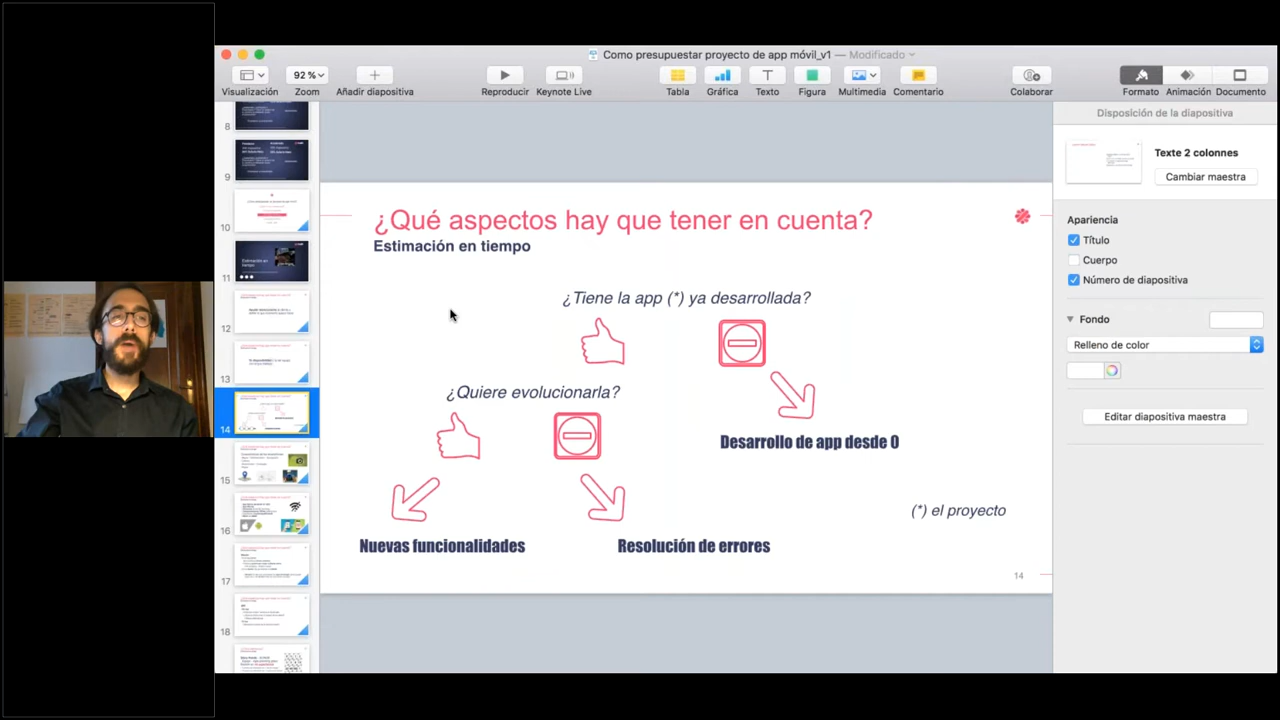 Como presupuestar proyecto de app móvil_v1 — Modificado
92 %
Visualización
Zoom
Añadir diapositiva
Reproducir
Keynote Live
Tabla
Gráfica
Texto
Figura
Multimedia
Comentario
Colaborar
Formato
Animación
Documento
8
9
10
11
Estimación en
tiempo
12
13
14
15
16
17
18
¿Qué aspectos hay que tener en cuenta?
Estimación en tiempo
¿Tiene la app (*) ya desarrollada?
¿Quiere evolucionarla?
Desarrollo de app desde 0
(*) el proyecto
Nuevas funcionalidades
Resolución de errores
14
Disposición de la diapositiva
Texte 2 colonnes
Cambiar maestra
Apariencia
Título
Cuerpo
Número de diapositiva
Fondo
Relleno de color
Editar diapositiva maestra